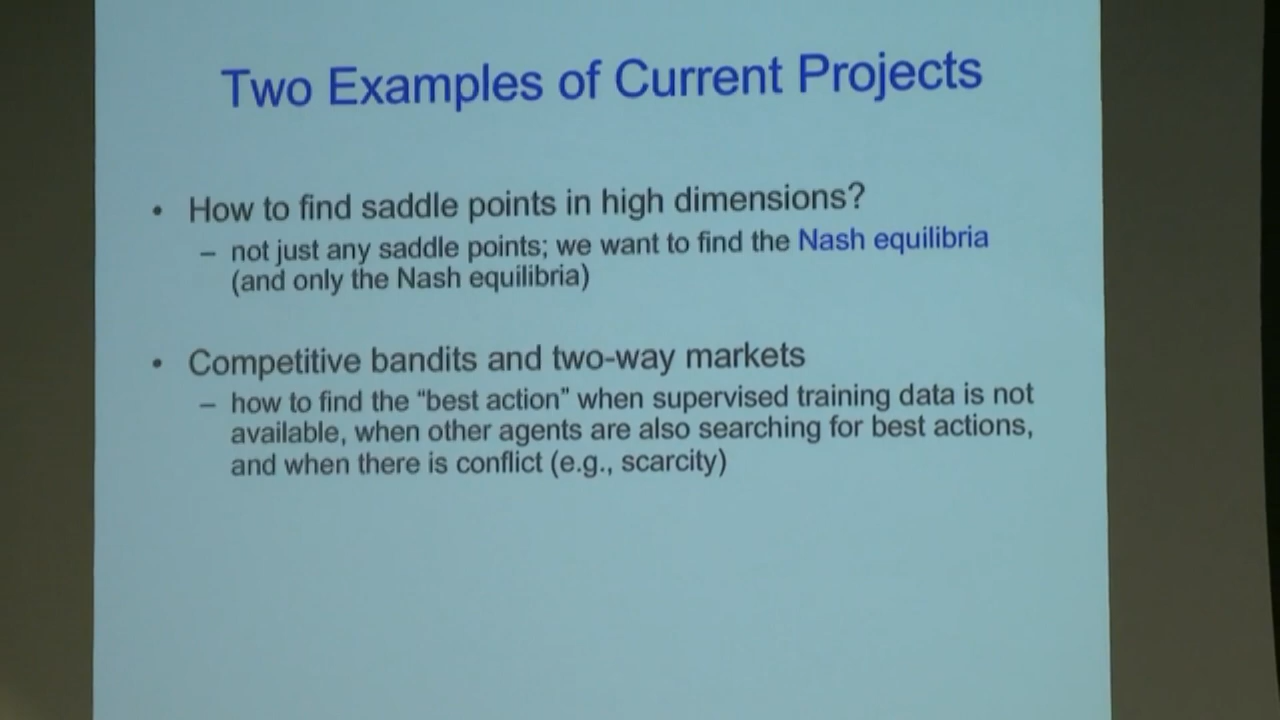 Two Examples of Current Projects
• How to find saddle points in high dimensions?
– not just any saddle points; we want to find the Nash equilibria
(and only the Nash equilibria)
• Competitive bandits and two-way markets
– how to find the “best action” when supervised training data is not
available, when other agents are also searching for best actions,
and when there is conflict (e.g., scarcity)